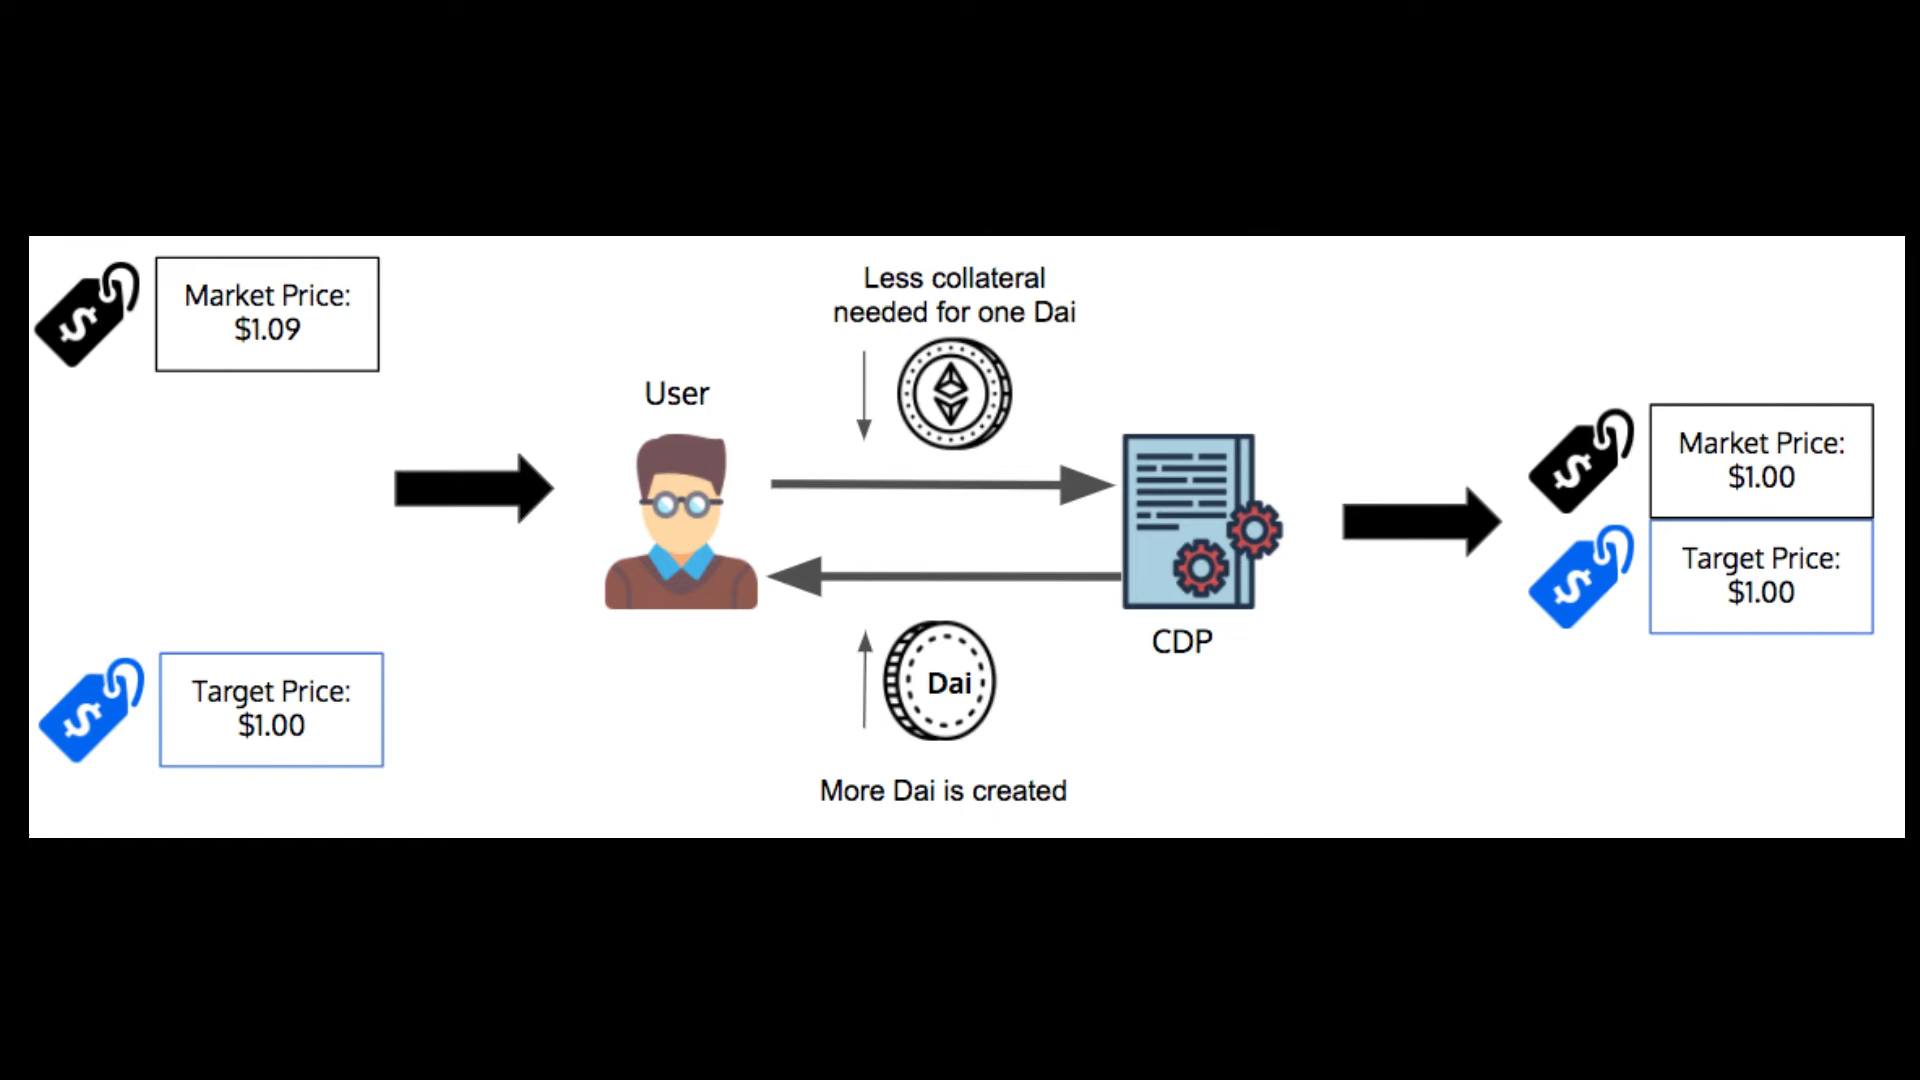 Market Price:
$1.09
Target Price:
$1.00
User
Less collateral
needed for one Dai
Dai
More Dai is created
CDP
Market Price:
$1.00
Target Price:
$1.00